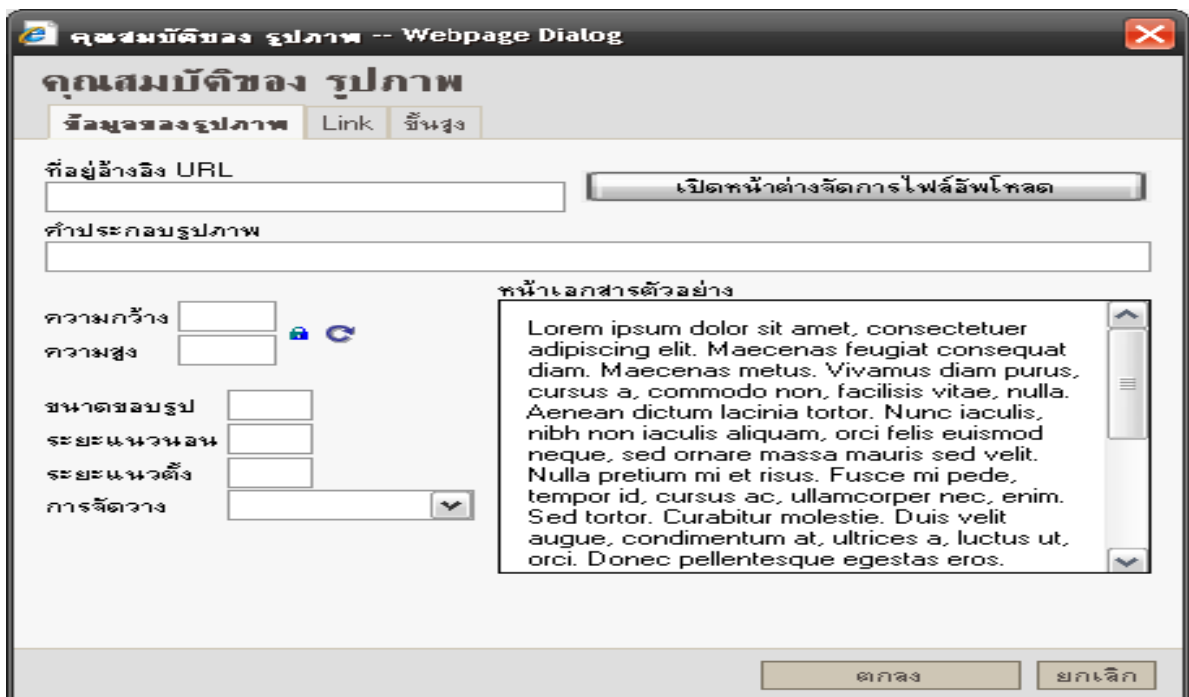 คุณสมบัติของ รูปภาพ -- Webpage Dialog
คุณสมบัติของ รูปภาพ
ข้อมูลของรูปภาพ Link ขั้นสูง
ที่อยู่อ้างอิง URL
เปิดหน้าต่างจัดการไฟล์อัพโหลด
คำประกอบรูปภาพ
ความกว้าง
ความสูง
ขนาดขอบรูป
ระยะแนวนอน
ระยะแนวตั้ง
การจัดวาง
หน้าเอกสารตัวอย่าง
Lorem ipsum dolor sit amet, consectetuer
adipiscing elit. Maecenas feugiat consequat
diam. Maecenas metus. Vivamus diam purus,
cursus a, commodo non, facilisis vitae, nulla.
Aenean dictum lacinia tortor. Nunc iaculis,
nibh non iaculis aliquam, orci felis euismod
neque, sed ornare massa mauris sed velit.
Nulla pretium mi et risus. Fusce mi pede,
tempor id, cursus ac, ullamcorper nec, enim.
Sed tortor. Curabitur molestie. Duis velit
augue, condimentum at, ultrices a, luctus ut,
orci. Donec pellentesque egestas eros.
ตกลง ยกเลิก